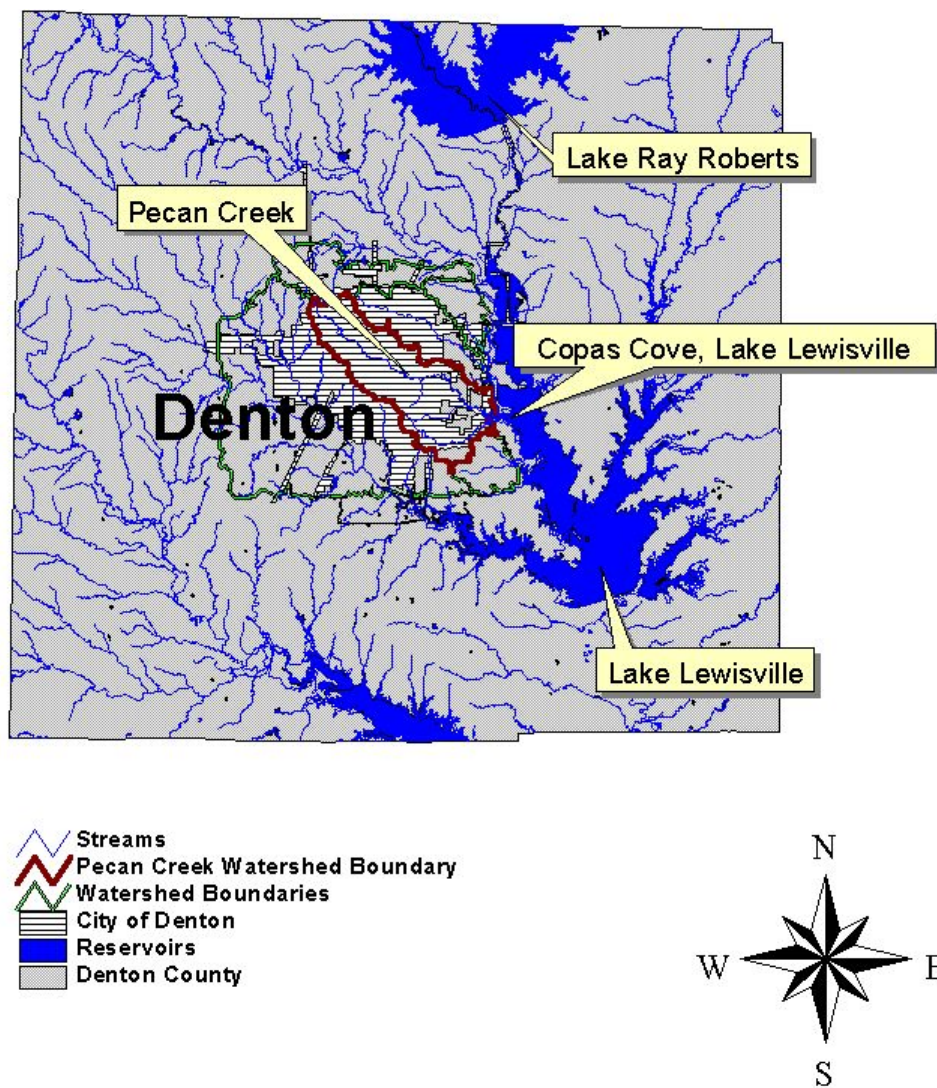 Lake Ray Roberts
Pecan Creek
Copas Cove, Lake Lewisville
Denton
Lake Lewisville
Streams
Pecan Creek Watershed Boundary
Watershed Boundaries
City of Denton
Reservoirs
Denton County
N
W
E
S